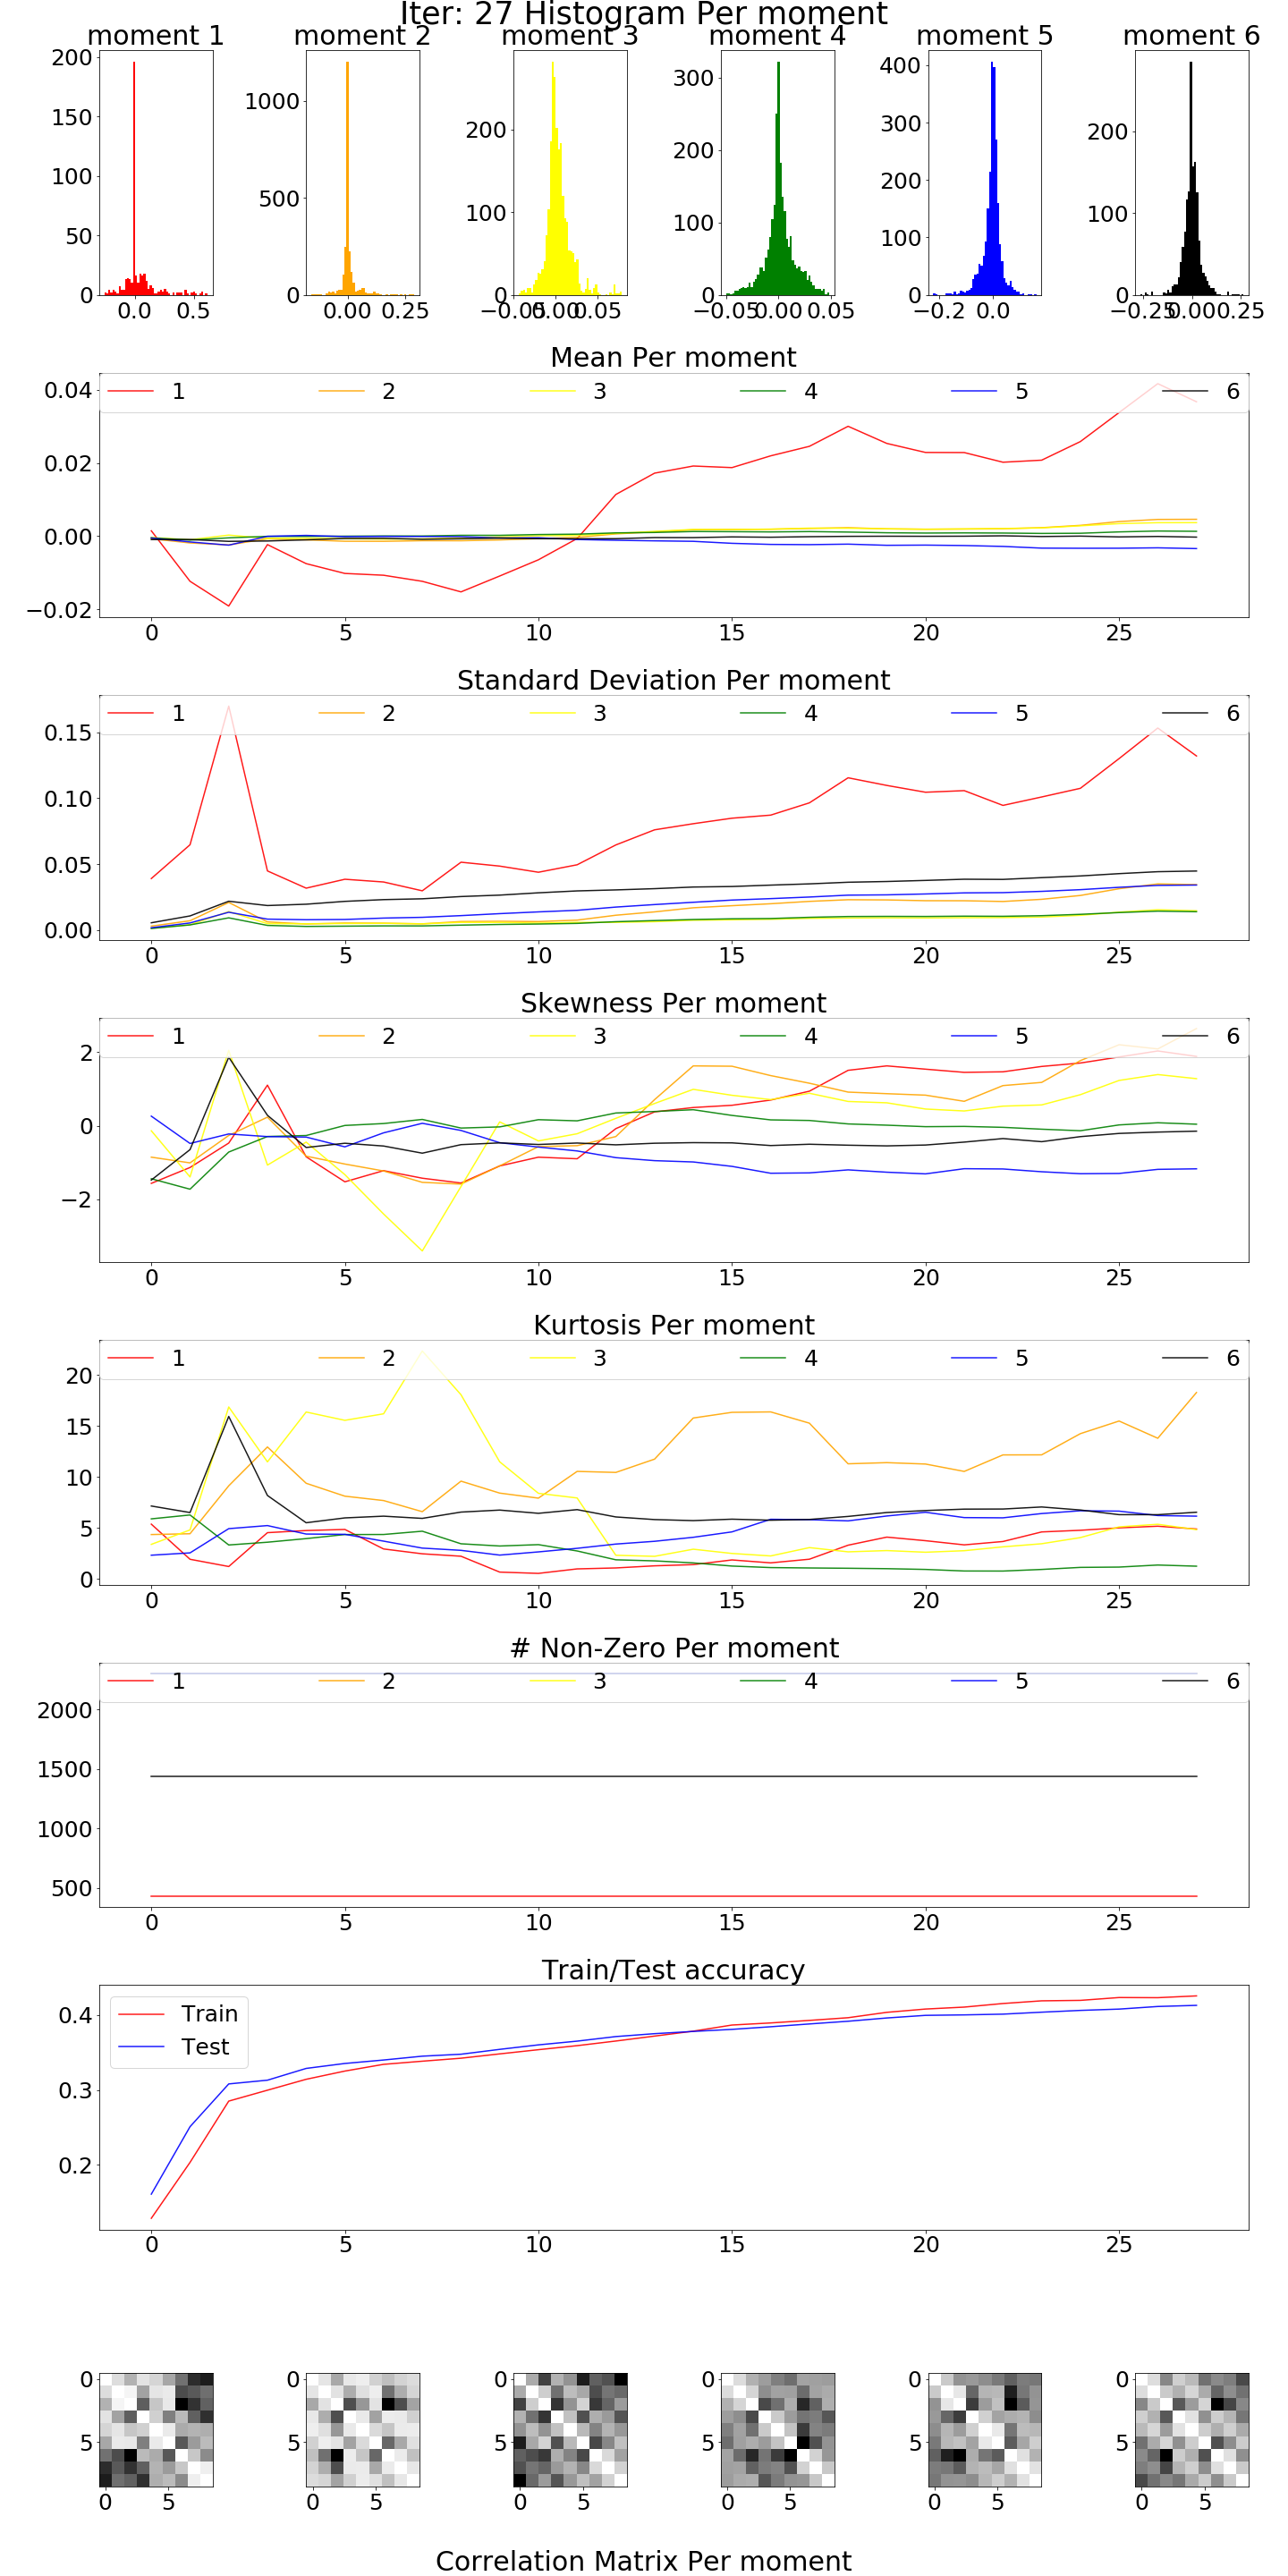 Iter: 27 Histogram Per moment
moment 1 moment 2 moment 3 moment 4 moment 5 moment 6
200
150
100
50
0
0.0 0.5
1000
500
0
0.00 0.25
200
100
0
−0.05 0.00 0.05
300
200
100
0
−0.05 0.00 0.05
400
300
200
100
0
−0.2 0.0
200
100
0
−0.25 0.00 0.25
Mean Per moment
1 2 3 4 5 6
0.04
0.02
0.00
−0.02
0 5 10 15 20 25
Standard Deviation Per moment
1 2 3 4 5 6
0.15
0.10
0.05
0.00
0 5 10 15 20 25
Skewness Per moment
1 2 3 4 5 6
2
0
−2
0 5 10 15 20 25
Kurtosis Per moment
1 2 3 4 5 6
20
15
10
5
0
0 5 10 15 20 25
# Non-Zero Per moment
1 2 3 4 5 6
2000
1500
1000
500
0 5 10 15 20 25
Train/Test accuracy
Train
Test
0.4
0.3
0.2
0 5 10 15 20 25
0 0 0 0 0 0
5 5 5 5 5 5
0 5 0 5 0 5 0 5 0 5 0 5
Correlation Matrix Per moment